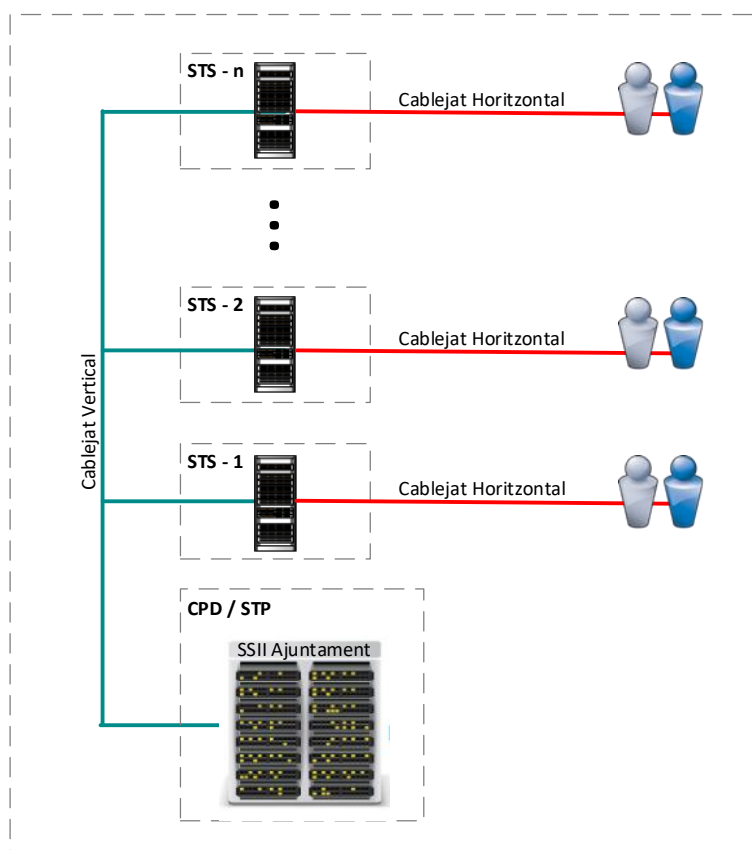 STS - n
Cablejat Horitzontal
STS - 2
Cablejat Horitzontal
Cablejat Vertical
STS - 1
Cablejat Horitzontal
CPD / STP
SSII Ajuntament